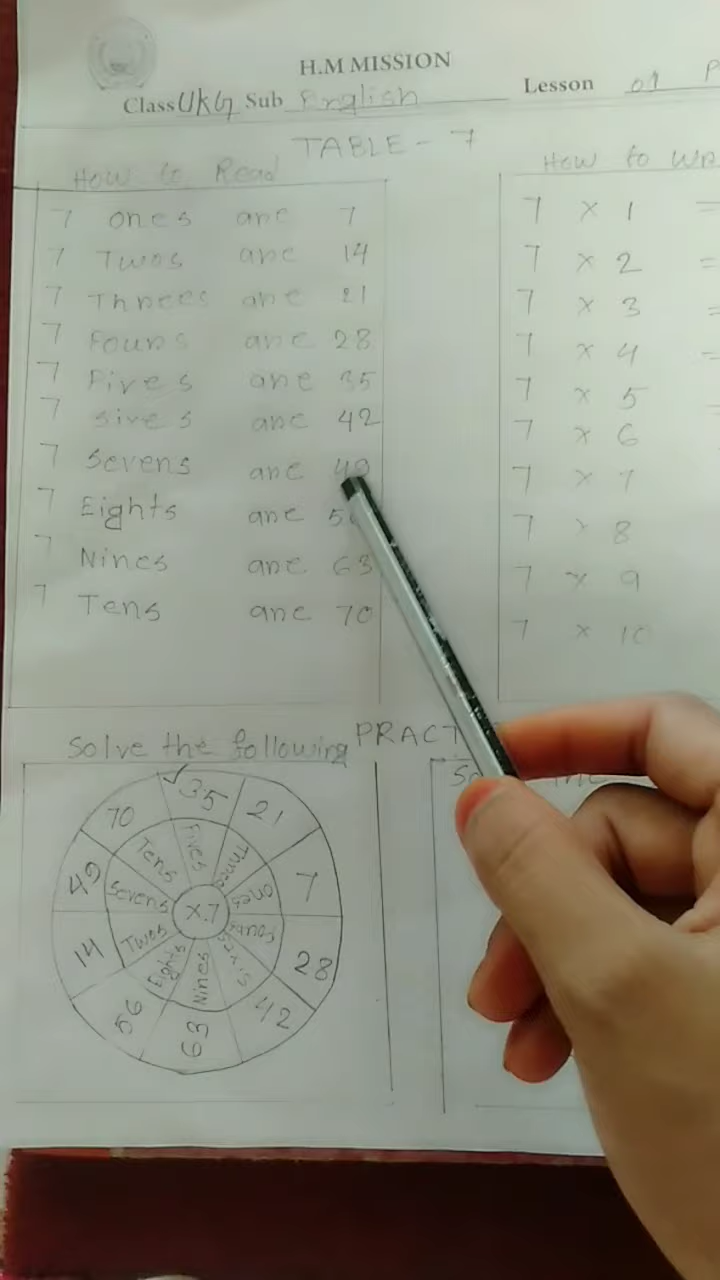 H.M MISSION
Class UKG Sub English Lesson 01 P
TABLE - 7
How to Read
7 ones are 7
7 Twos are 14
7 Threes are 21
7 Fours are 28
7 Fives are 35
7 sixes are 42
7 Sevens are 49
7 Eights are 5
7 Nines are 63
7 Tens are 70
How to Wr
7 × 1 =
7 × 2 =
7 × 3 =
7 × 4 =
7 × 5
7 × 6
7 × 7
7 × 8
7 × 9
7 × 10
PRACT
Solve the following
35
21
7
28
42
63
56
14
49
70
Fives
Threes
Ones
Fours
Sixes
Nines
Eights
Twos
Sevens
Tens
×7